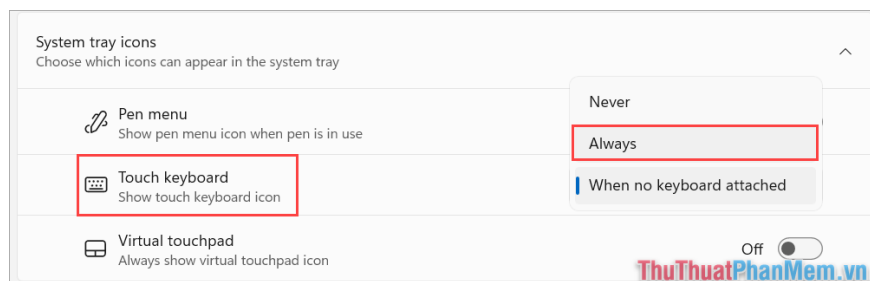 System tray icons
Choose which icons can appear in the system tray
Pen menu
Show pen menu icon when pen is in use
Never
Always
Touch keyboard
Show touch keyboard icon
When no keyboard attached
Virtual touchpad
Always show virtual touchpad icon
Off
ThuThuatPhanMem.vn